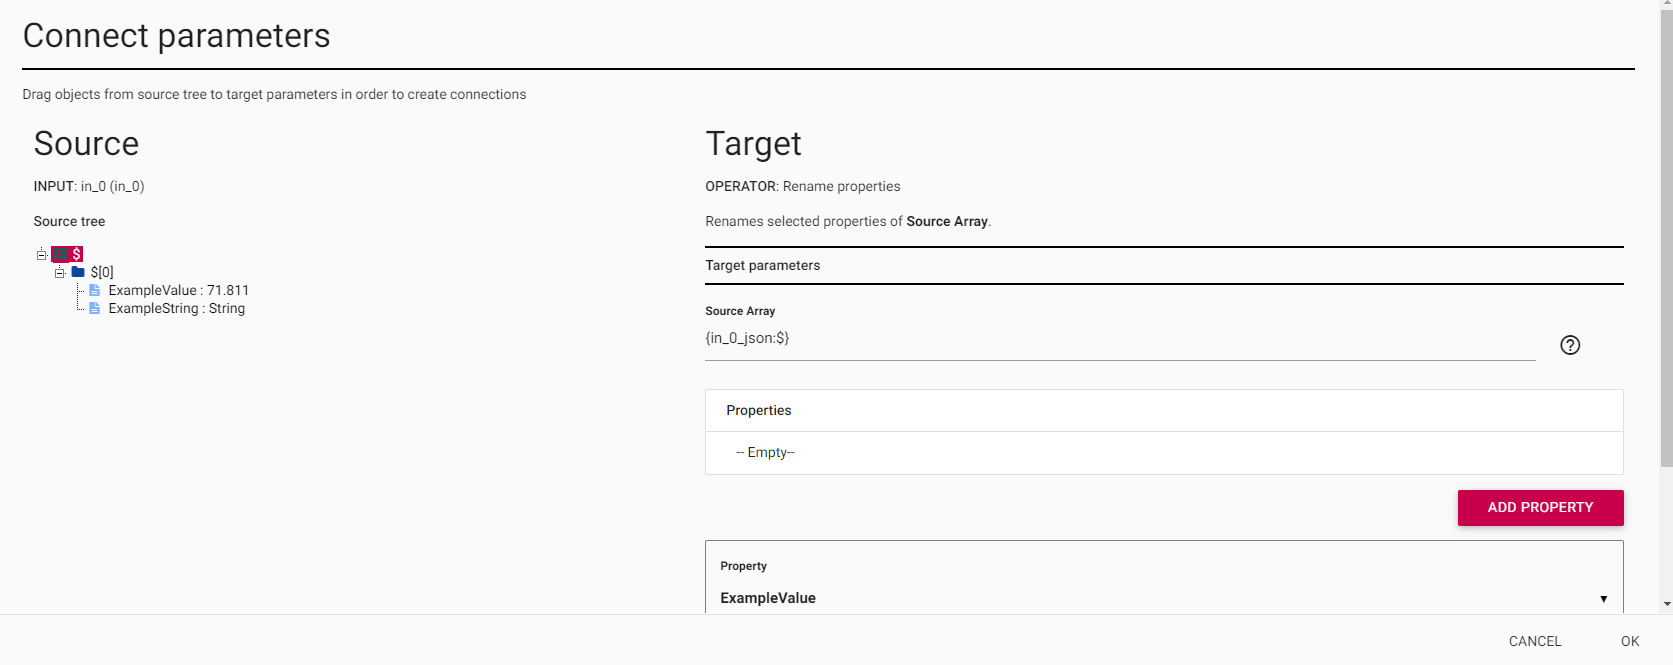 Connect parameters
Drag objects from source tree to target parameters in order to create connections
Source
INPUT: in_0 (in_0)
Source tree
$
$[0]
ExampleValue : 71.811
ExampleString : String
Target
OPERATOR: Rename properties
Renames selected properties of Source Array.
Target parameters
Source Array
{in_0_json:$}
Properties
-- Empty--
ADD PROPERTY
Property
ExampleValue
CANCEL
OK